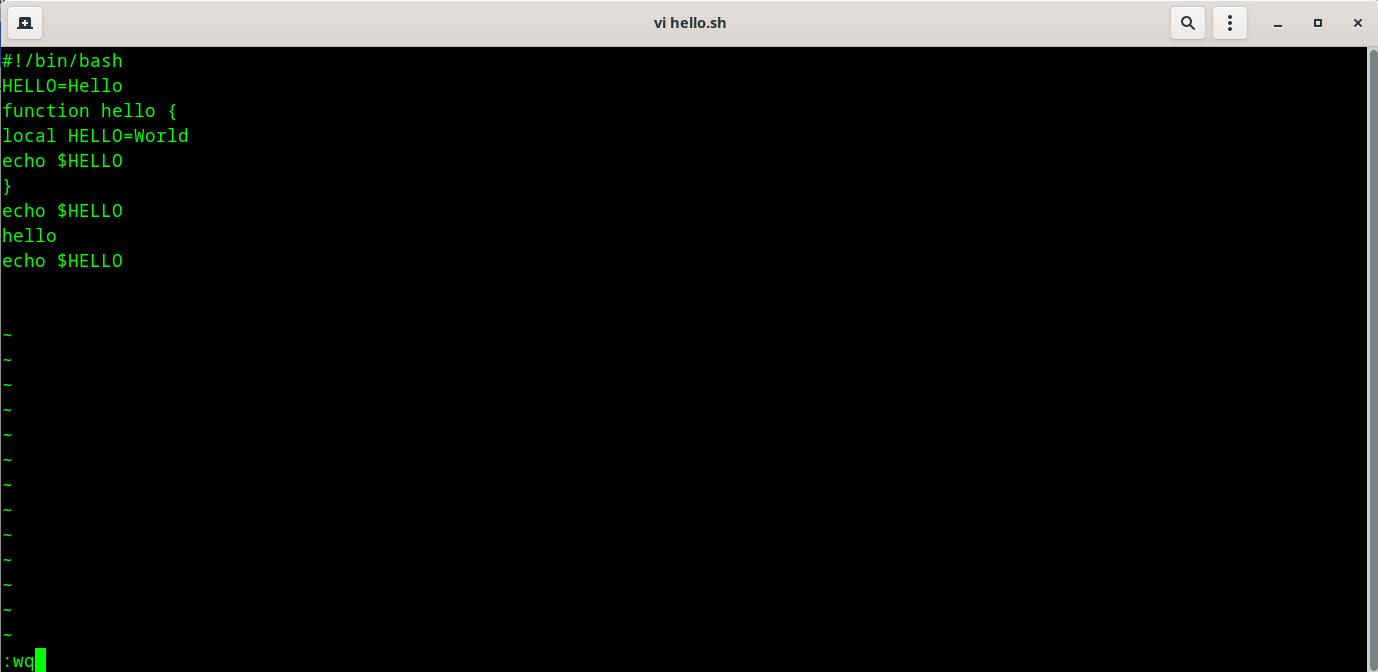 vi hello.sh
#!/bin/bash
HELLO=Hello
function hello {
local HELLO=World
echo $HELLO
}
echo $HELLO
hello
echo $HELLO
~
~
~
~
~
~
~
~
~
~
~
~
~
:wq